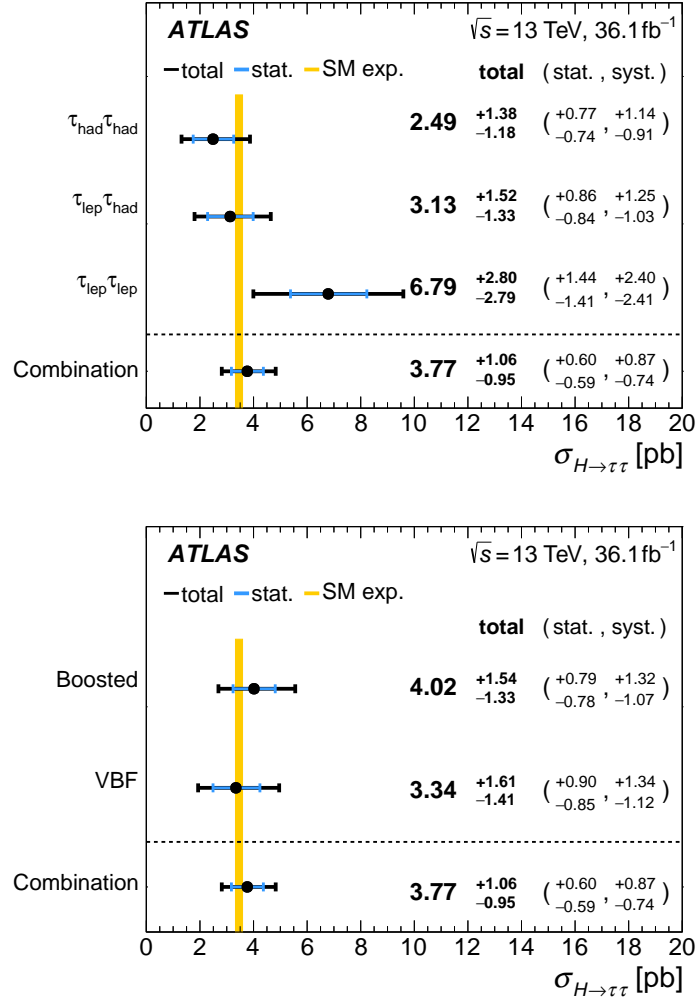 ATLAS √s = 13 TeV, 36.1 fb⁻¹
total stat. SM exp. total ( stat. , syst. )
τhadτhad 2.49 +1.38 −1.18 ( +0.77 −0.74 , +1.14 −0.91 )
τlepτhad 3.13 +1.52 −1.33 ( +0.86 −0.84 , +1.25 −1.03 )
τlepτlep 6.79 +2.80 −2.79 ( +1.44 −1.41 , +2.40 −2.41 )
Combination 3.77 +1.06 −0.95 ( +0.60 −0.59 , +0.87 −0.74 )
0 2 4 6 8 10 12 14 16 18 20
σH→ττ [pb]
ATLAS √s = 13 TeV, 36.1 fb⁻¹
total stat. SM exp.
total ( stat. , syst. )
Boosted 4.02 +1.54 −1.33 ( +0.79 −0.78 , +1.32 −1.07 )
VBF 3.34 +1.61 −1.41 ( +0.90 −0.85 , +1.34 −1.12 )
Combination 3.77 +1.06 −0.95 ( +0.60 −0.59 , +0.87 −0.74 )
0 2 4 6 8 10 12 14 16 18 20
σH→ττ [pb]